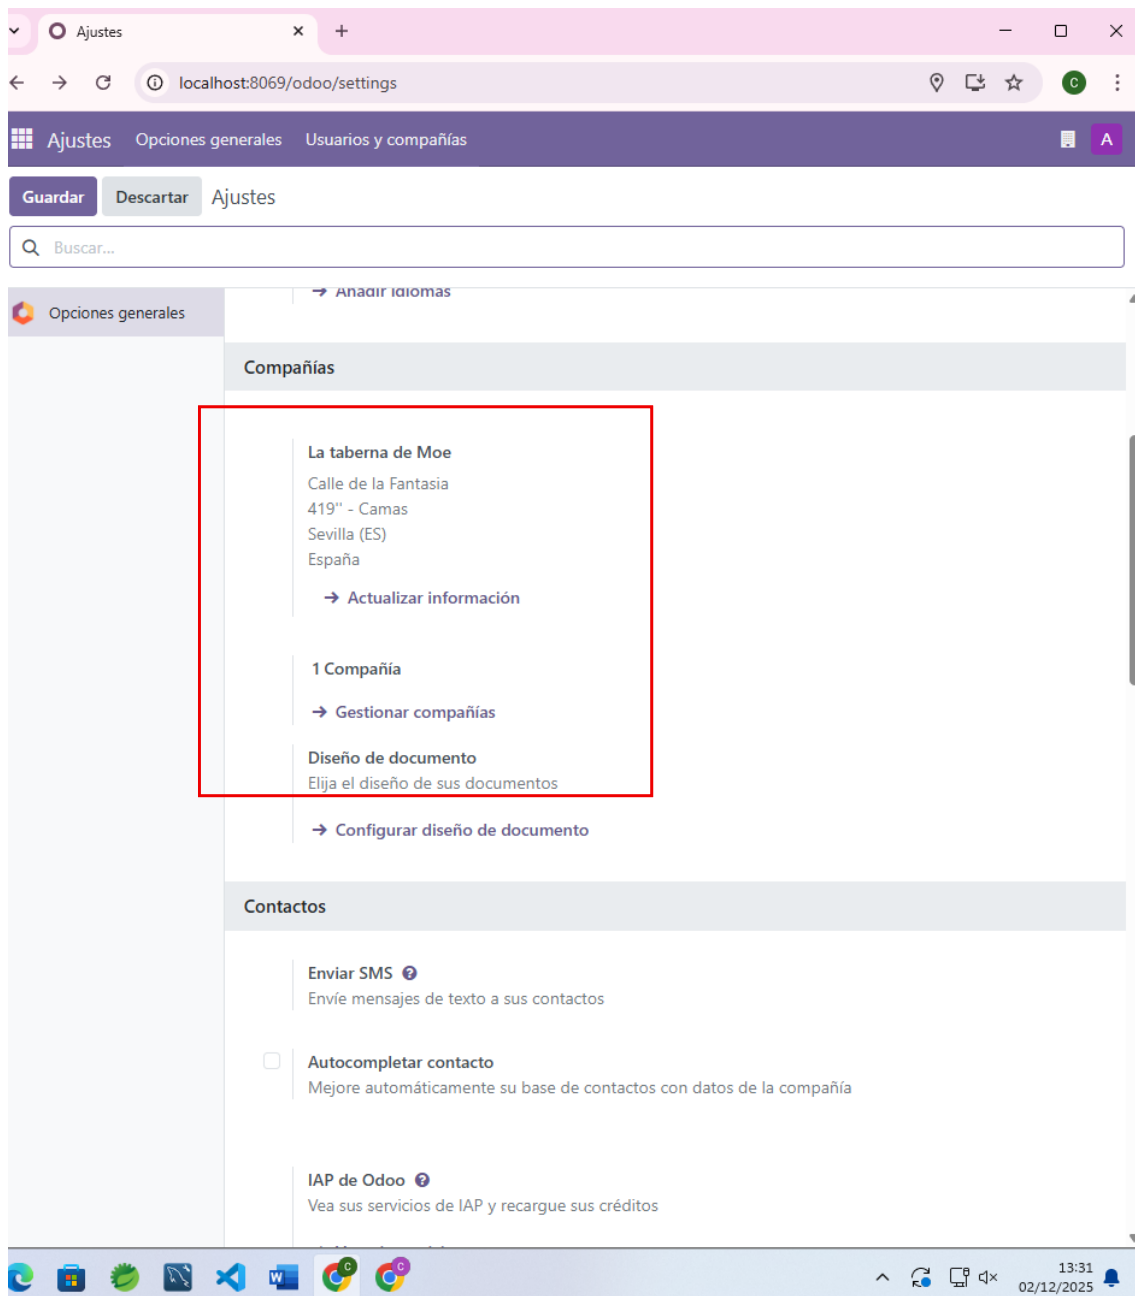 Ajustes
localhost:8069/odoo/settings
C
Ajustes Opciones generales Usuarios y compañías A
Guardar Descartar Ajustes
Buscar...
Añadir idiomas
Opciones generales
Compañías
La taberna de Moe
Calle de la Fantasia
419'' - Camas
Sevilla (ES)
España
Actualizar información
1 Compañía
Gestionar compañías
Diseño de documento
Elija el diseño de sus documentos
Configurar diseño de documento
Contactos
Enviar SMS ?
Envíe mensajes de texto a sus contactos
Autocompletar contacto
Mejore automáticamente su base de contactos con datos de la compañía
IAP de Odoo ?
Vea sus servicios de IAP y recargue sus créditos
W C C
13:31
02/12/2025